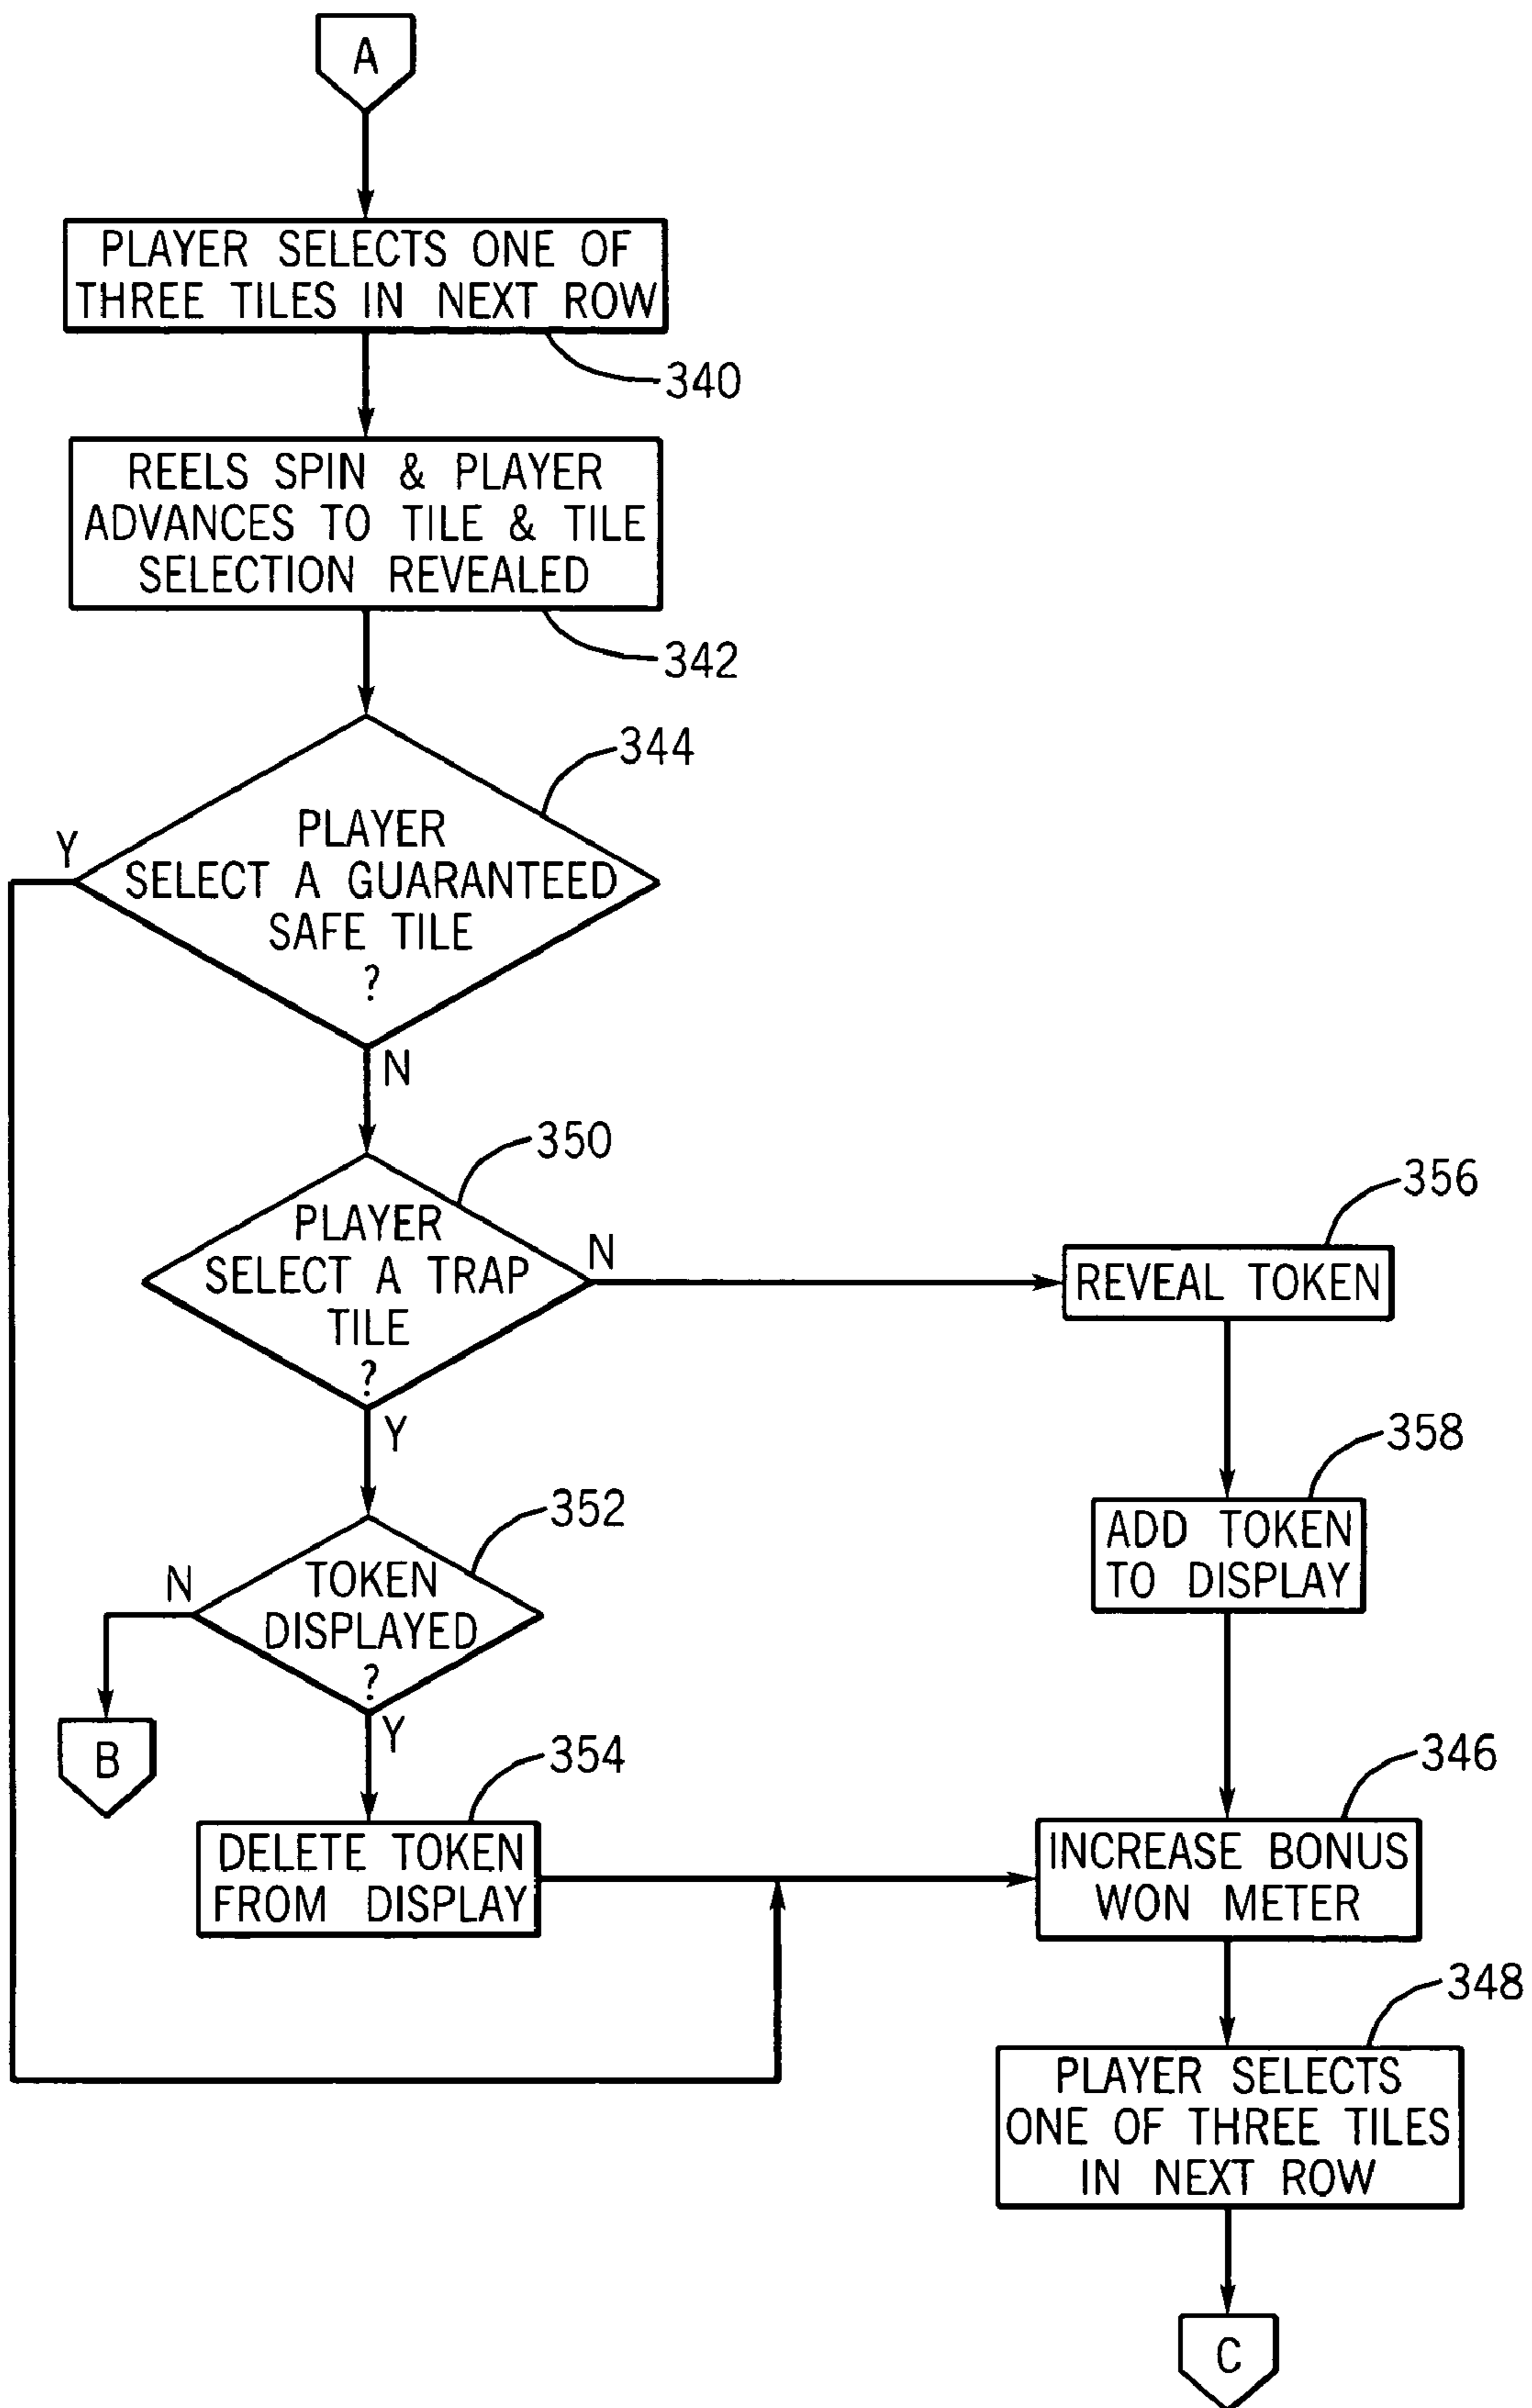 A
PLAYER SELECTS ONE OF
THREE TILES IN NEXT ROW
340
REELS SPIN & PLAYER
ADVANCES TO TILE & TILE
SELECTION REVEALED
342
344
PLAYER
SELECT A GUARANTEED
SAFE TILE
?
Y
N
350
PLAYER
SELECT A TRAP
TILE
?
N
Y
356
REVEAL TOKEN
358
ADD TOKEN
TO DISPLAY
352
TOKEN
DISPLAYED
?
N
Y
B
354
DELETE TOKEN
FROM DISPLAY
346
INCREASE BONUS
WON METER
348
PLAYER SELECTS
ONE OF THREE TILES
IN NEXT ROW
C